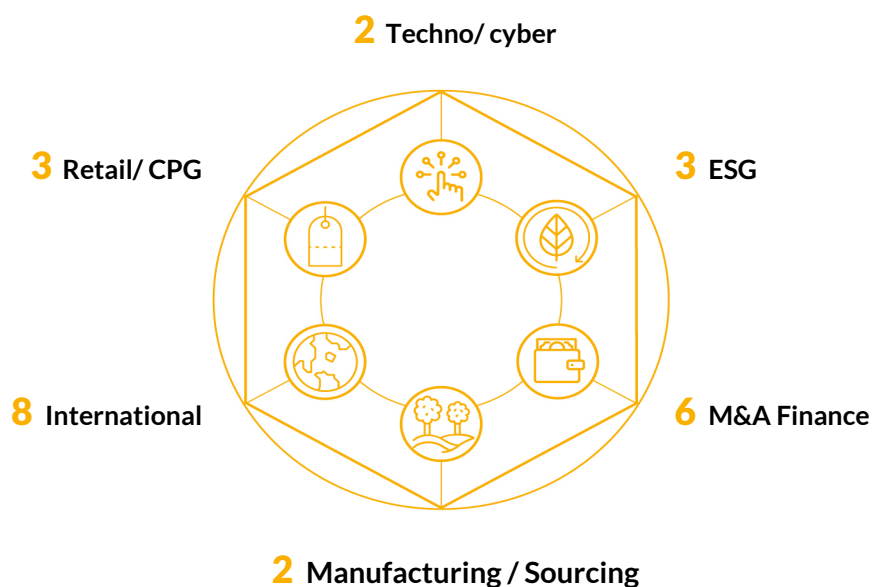 2 Techno/ cyber
3 Retail/ CPG
3 ESG
8 International
6 M&A Finance
2 Manufacturing / Sourcing